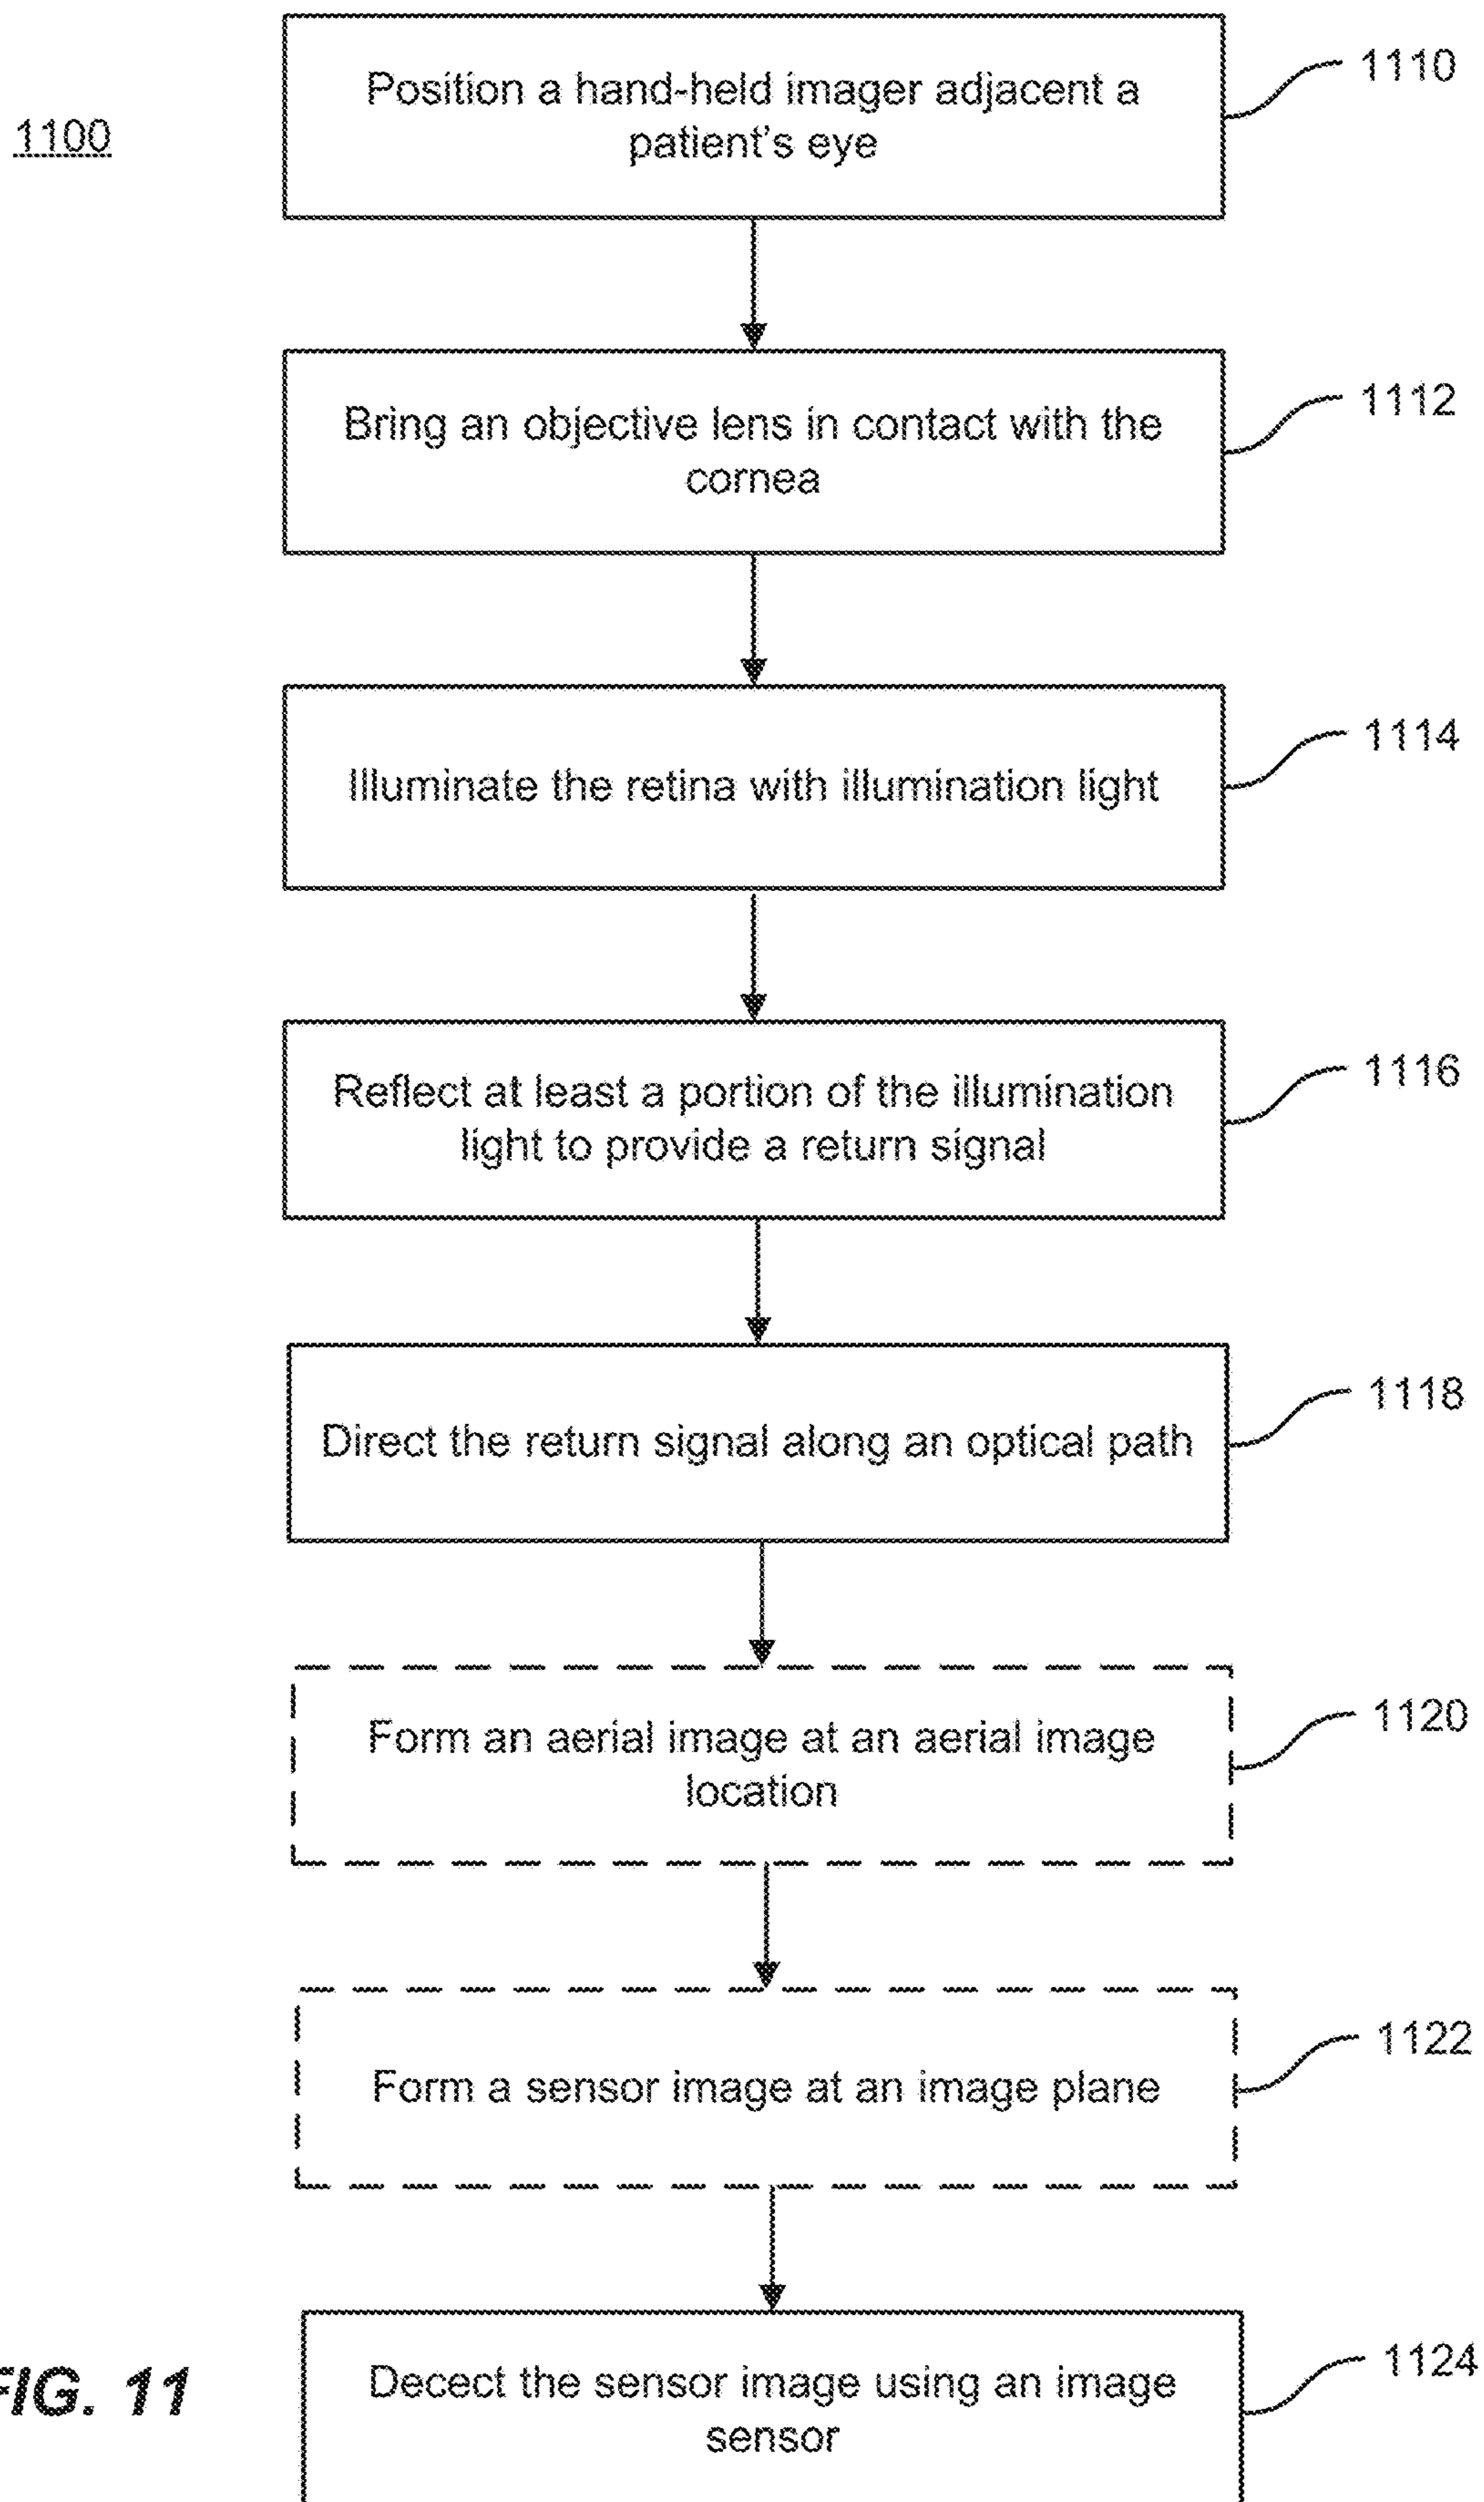 1100
Position a hand-held imager adjacent a
patient's eye
1110
Bring an objective lens in contact with the
cornea
1112
Illuminate the retina with illumination light
1114
Reflect at least a portion of the illumination
light to provide a return signal
1116
Direct the return signal along an optical path
1118
Form an aerial image at an aerial image
location
1120
Form a sensor image at an image plane
1122
Decect the sensor image using an image
sensor
1124
FIG. 11